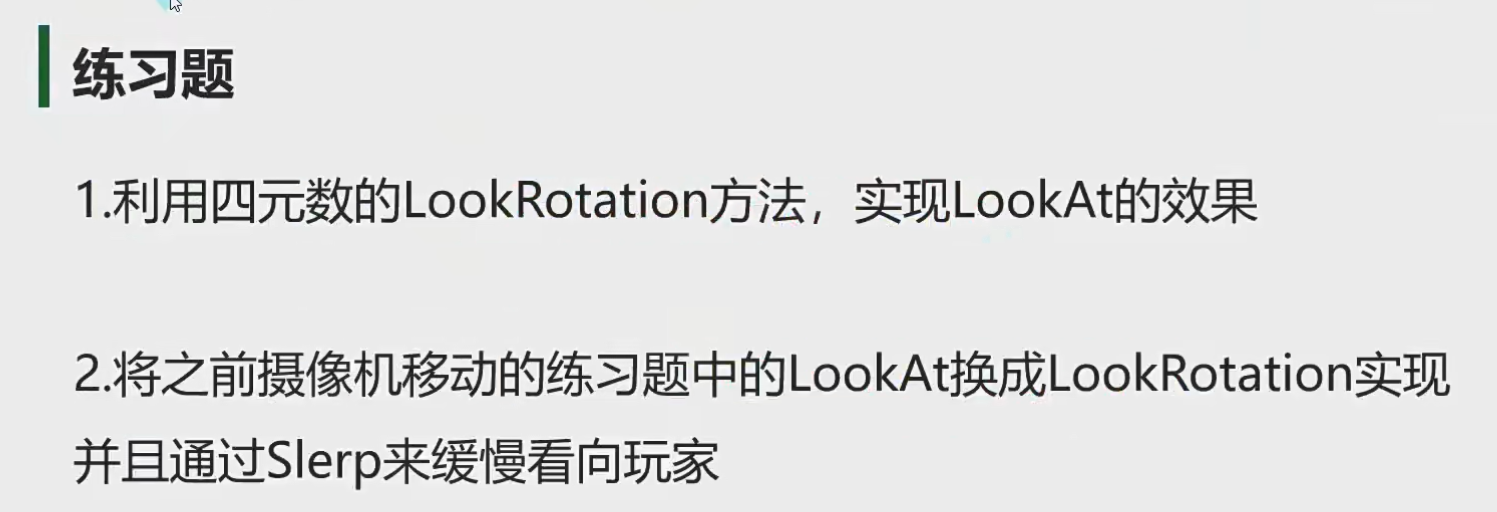 练习题
1.利用四元数的LookRotation方法，实现LookAt的效果
2.将之前摄像机移动的练习题中的LookAt换成LookRotation实现
并且通过Slerp来缓慢看向玩家